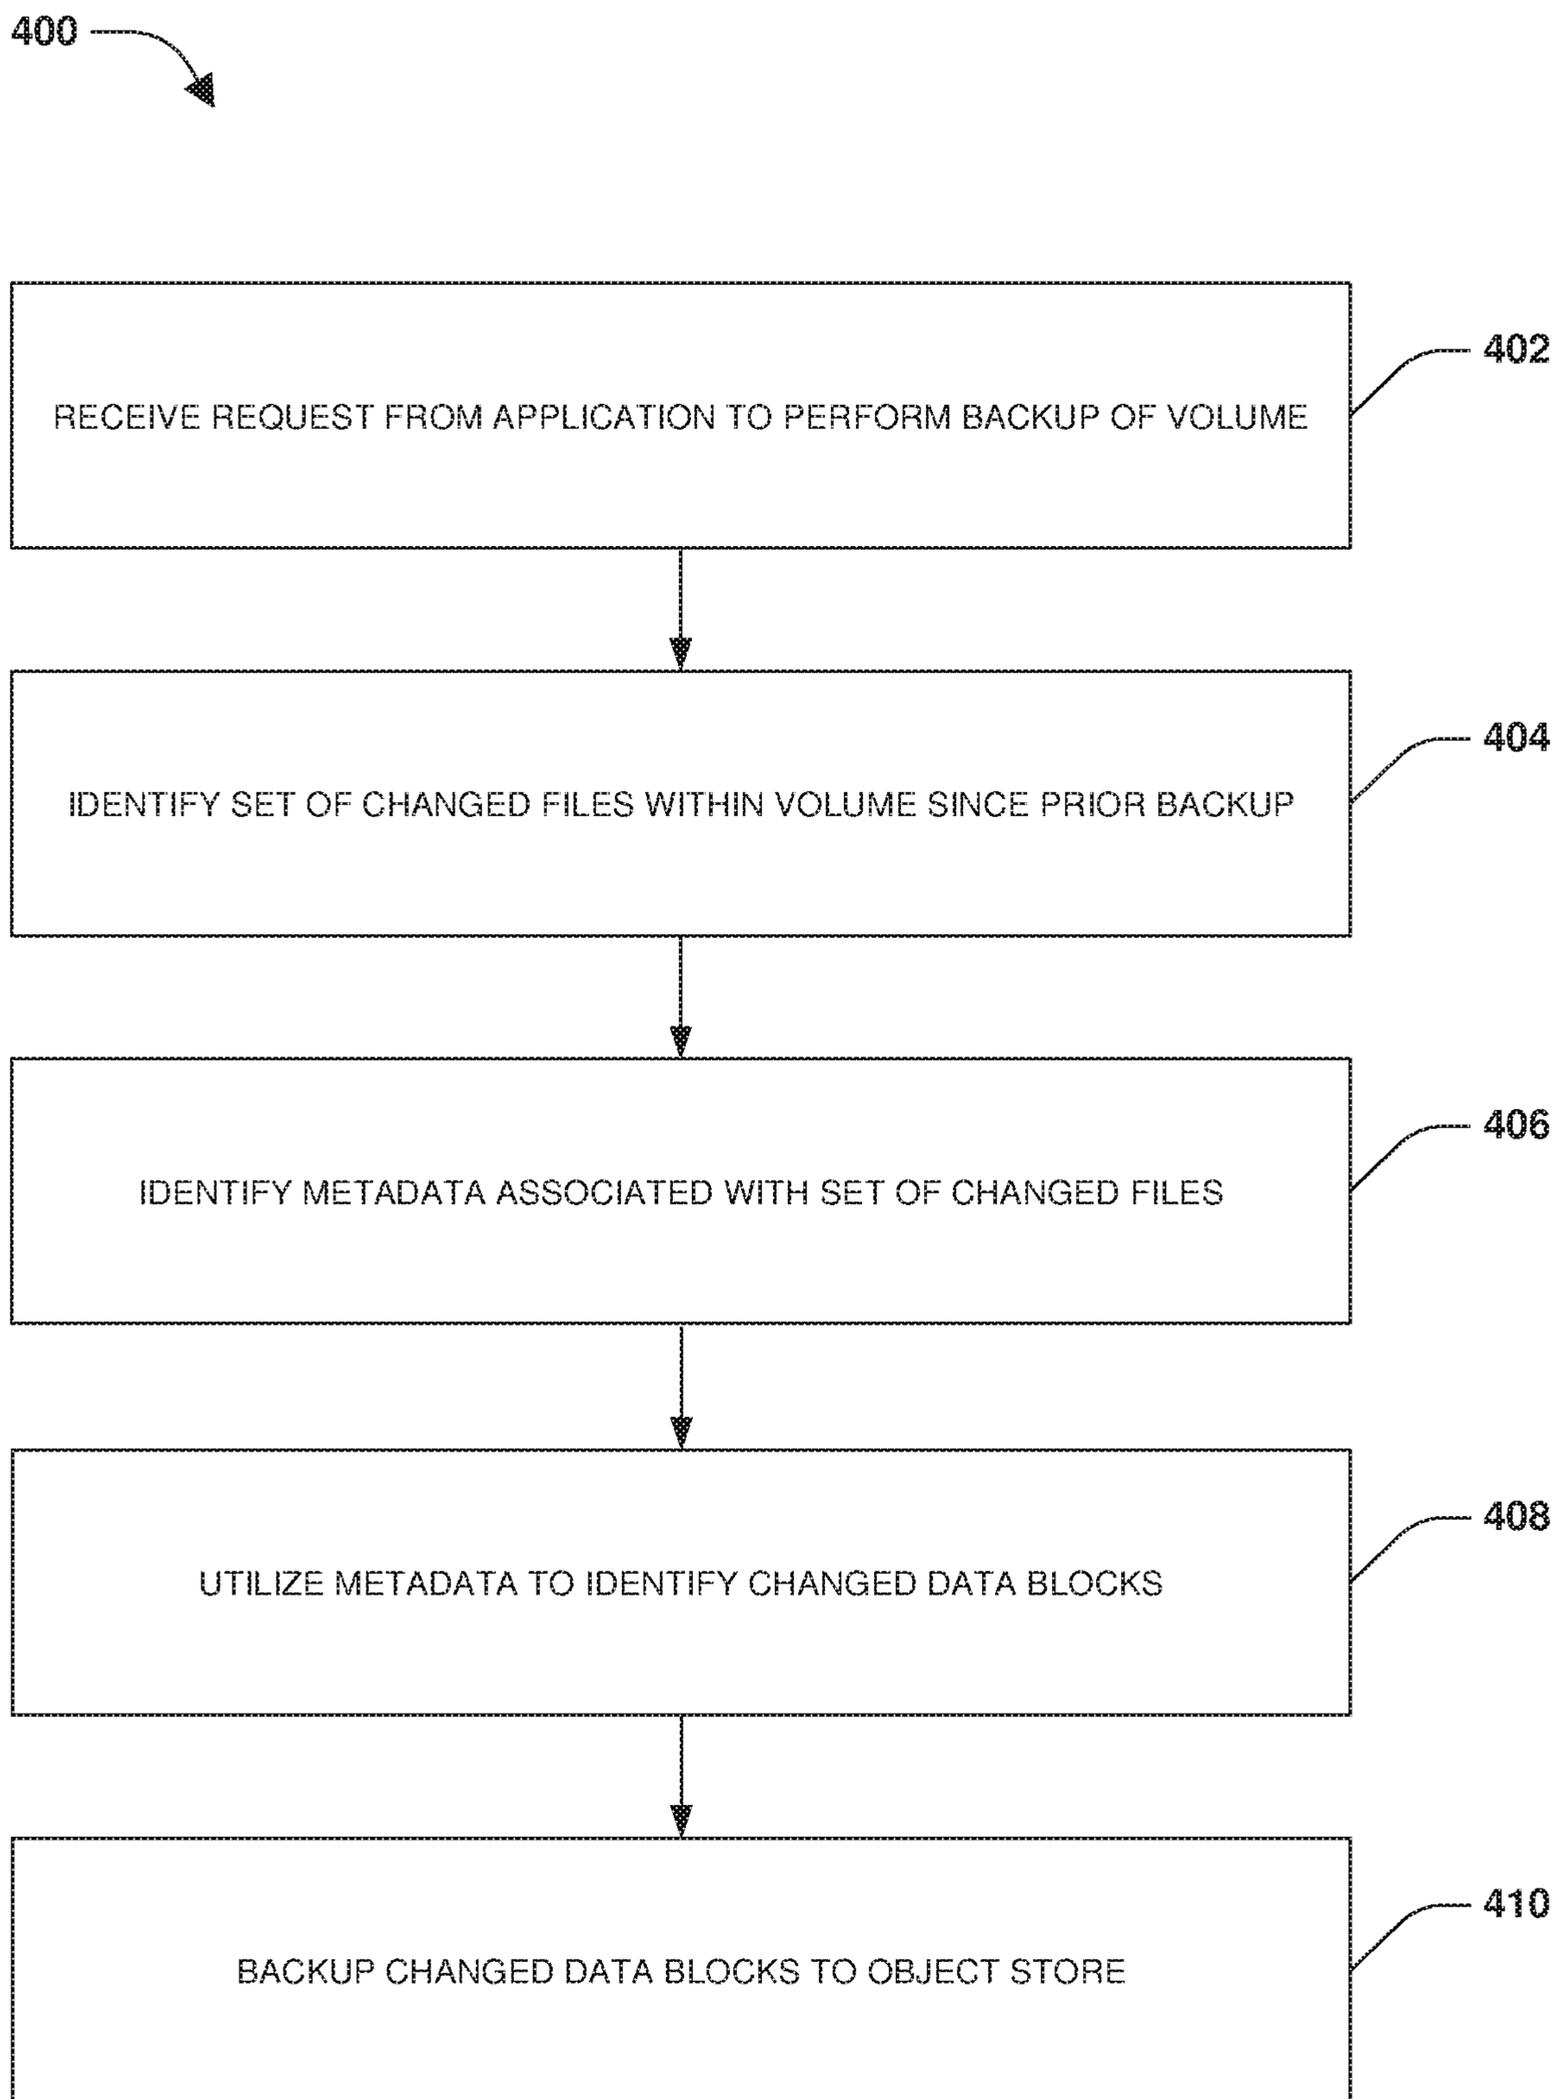 400
RECEIVE REQUEST FROM APPLICATION TO PERFORM BACKUP OF VOLUME
402
IDENTIFY SET OF CHANGED FILES WITHIN VOLUME SINCE PRIOR BACKUP
404
IDENTIFY METADATA ASSOCIATED WITH SET OF CHANGED FILES
406
UTILIZE METADATA TO IDENTIFY CHANGED DATA BLOCKS
408
BACKUP CHANGED DATA BLOCKS TO OBJECT STORE
410